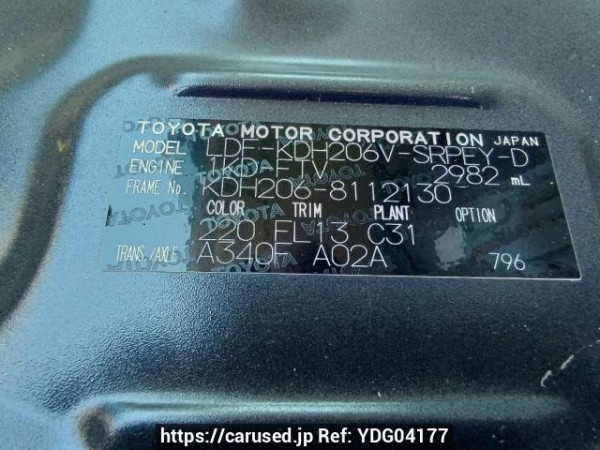 TOYOTA MOTOR CORPORATION JAPAN
MODEL LDF-KDH206V-SRPEY-D
ENGINE 1KD-FTV 2982 mL
FRAME No. KDH206-8112130
COLOR TRIM PLANT OPTION
220 FL13 C31
TRANS./AXLE A340F A02A 796
https://carused.jp Ref: YDG04177